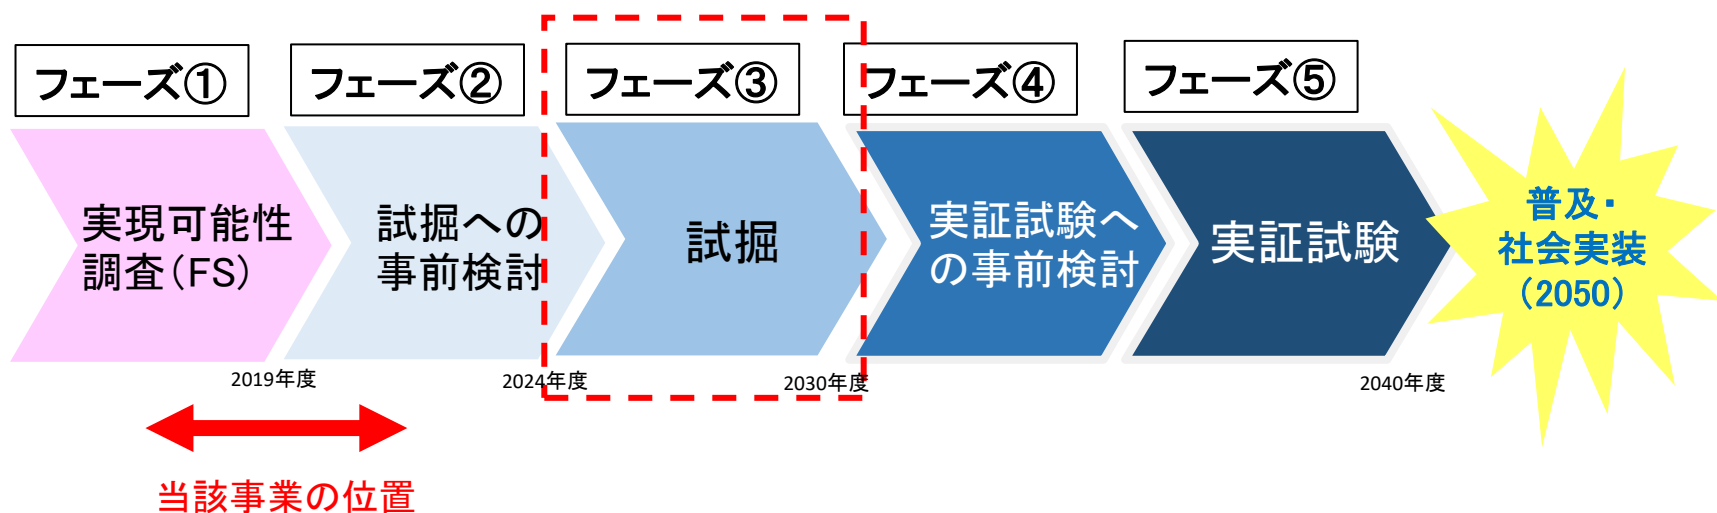 フェーズ①
フェーズ②
フェーズ③
フェーズ④
フェーズ⑤
実現可能性
調査(FS)
試掘への
事前検討
試掘
実証試験へ
の事前検討
実証試験
普及・
社会実装
(2050)
2019年度
2024年度
2030年度
2040年度
当該事業の位置